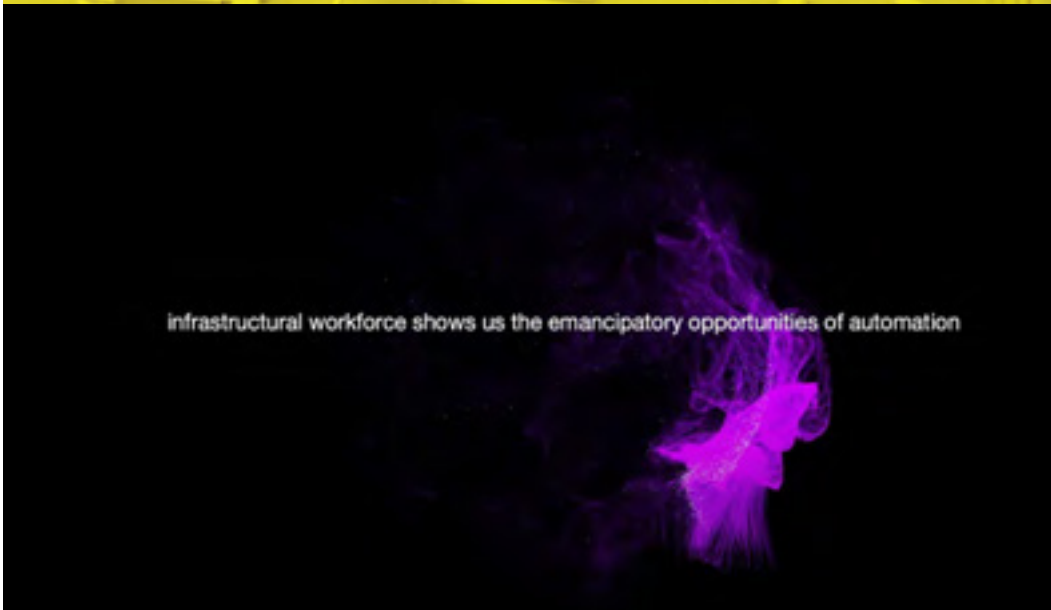 infrastructural workforce shows us the emancipatory opportunities of automation